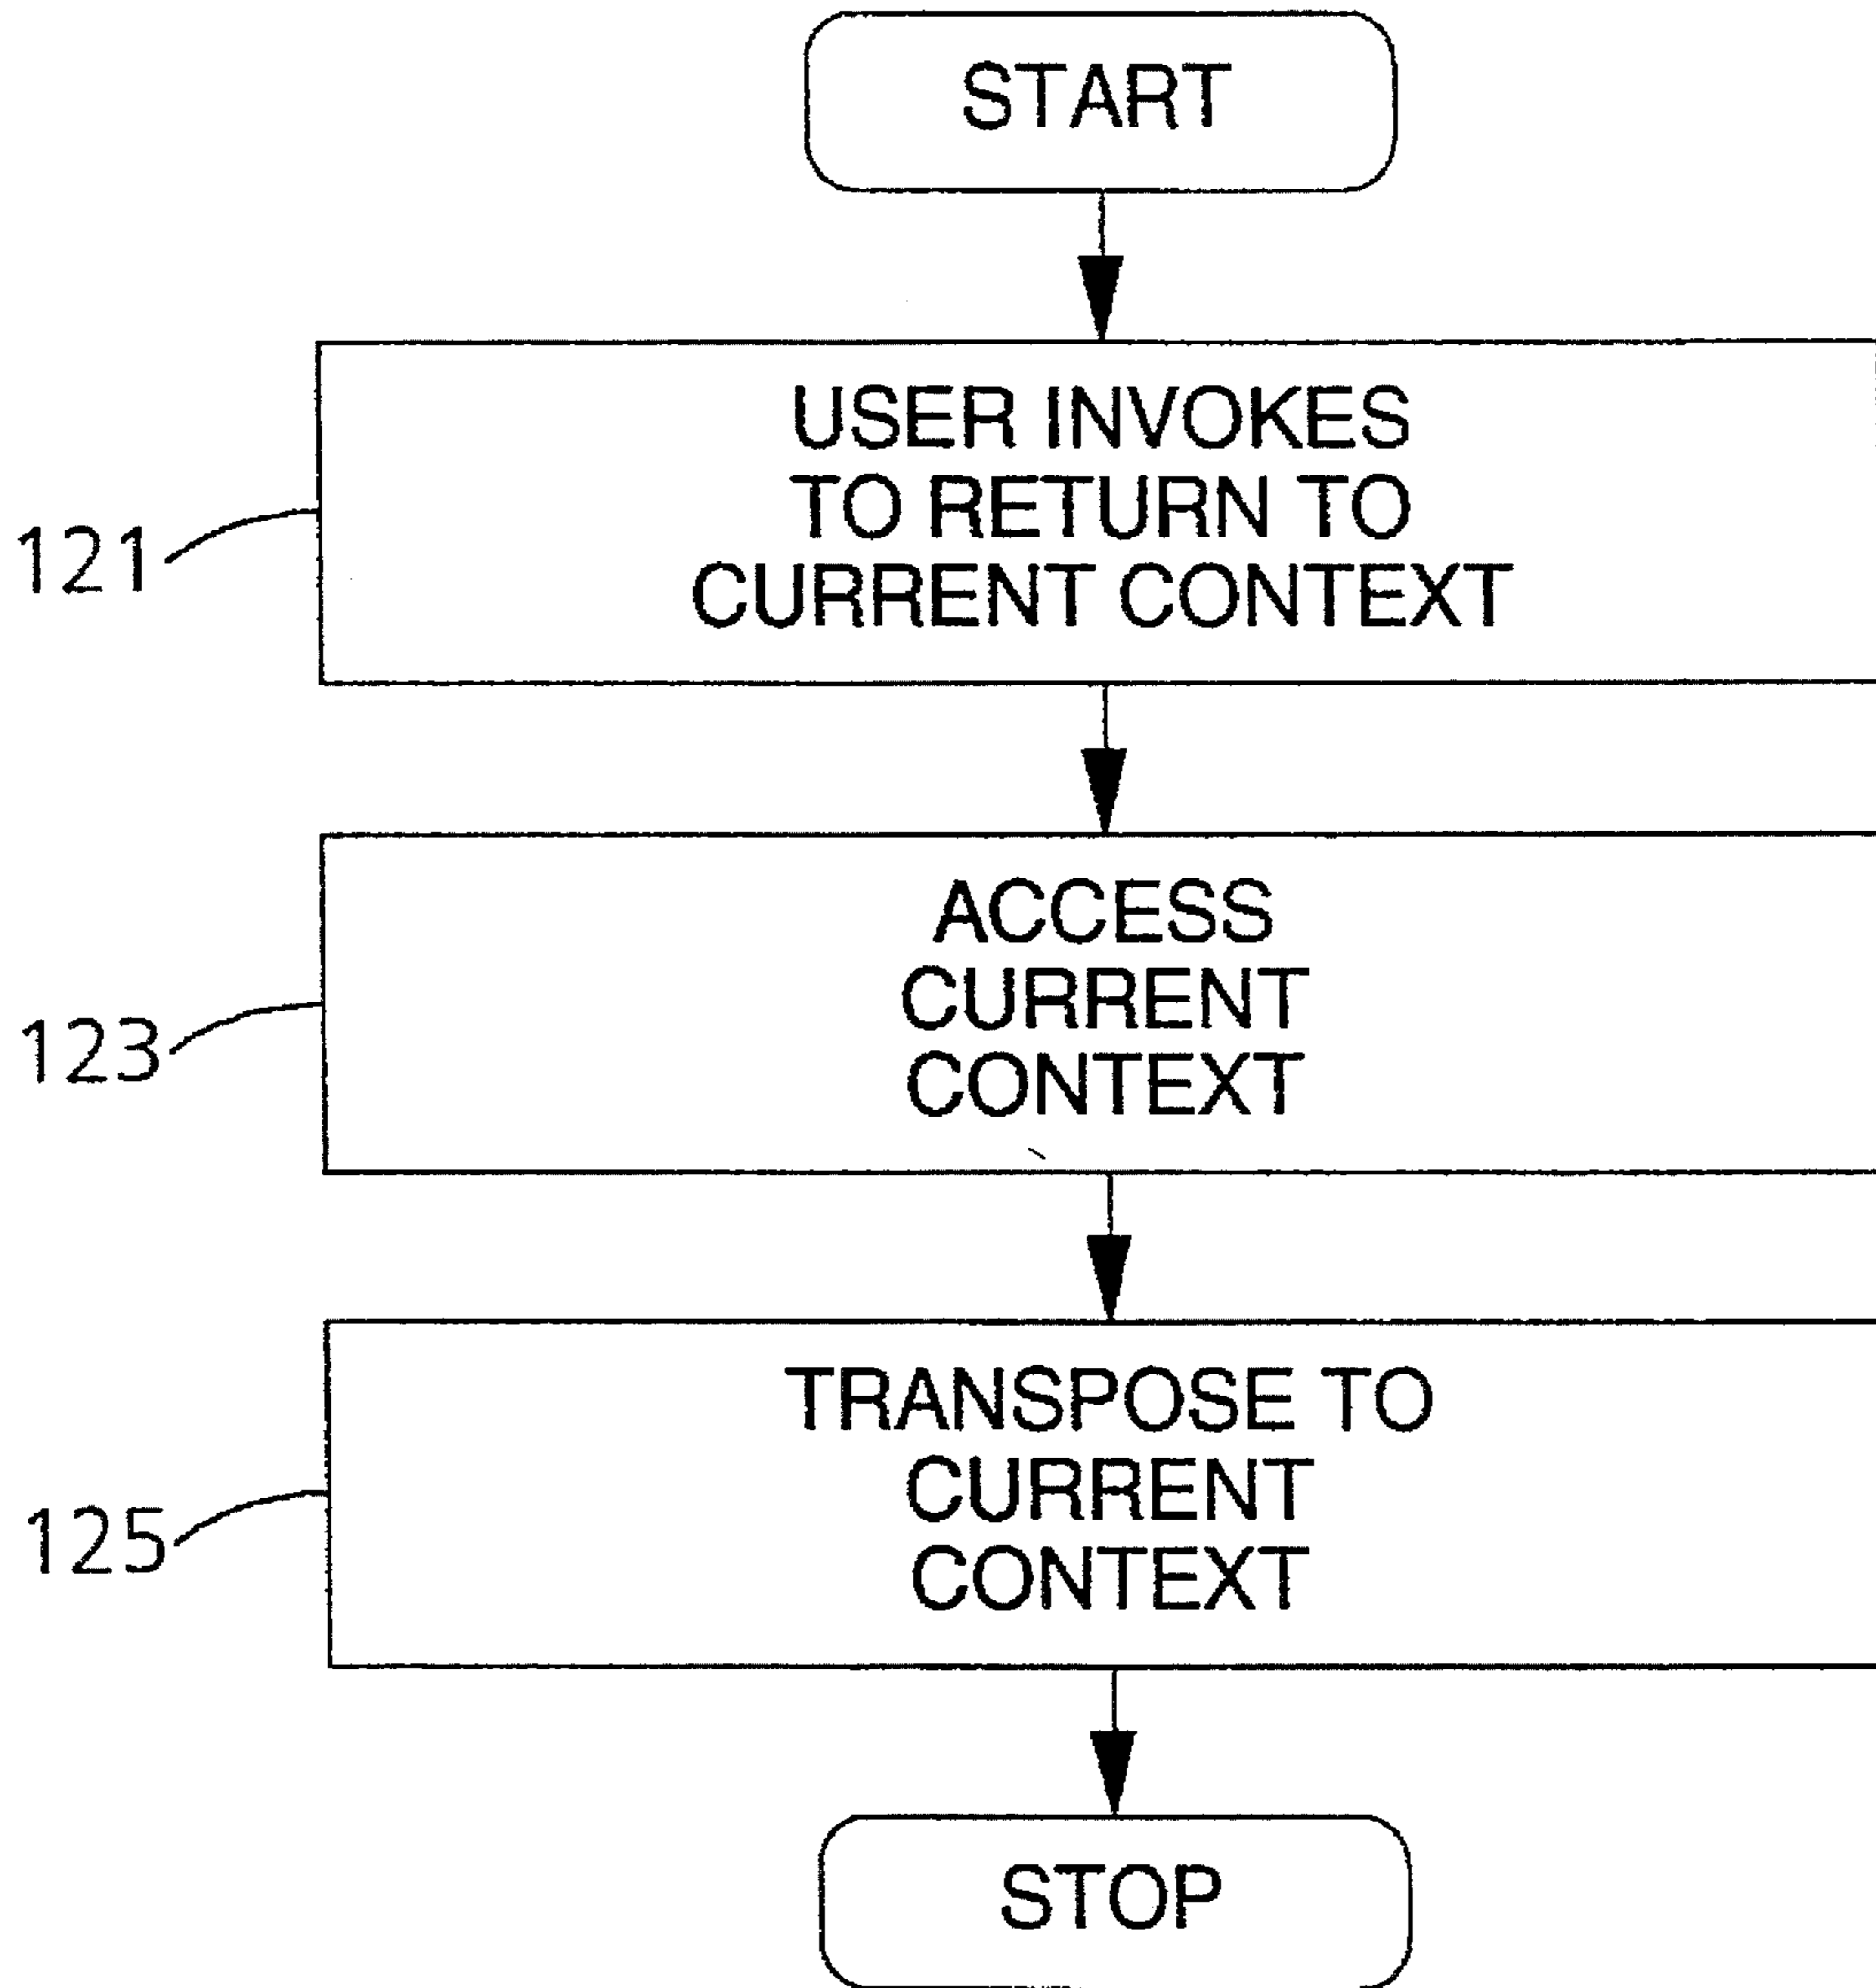 START
USER INVOKES
TO RETURN TO
CURRENT CONTEXT
121
ACCESS
CURRENT
CONTEXT
123
TRANSPOSE TO
CURRENT
CONTEXT
125
STOP